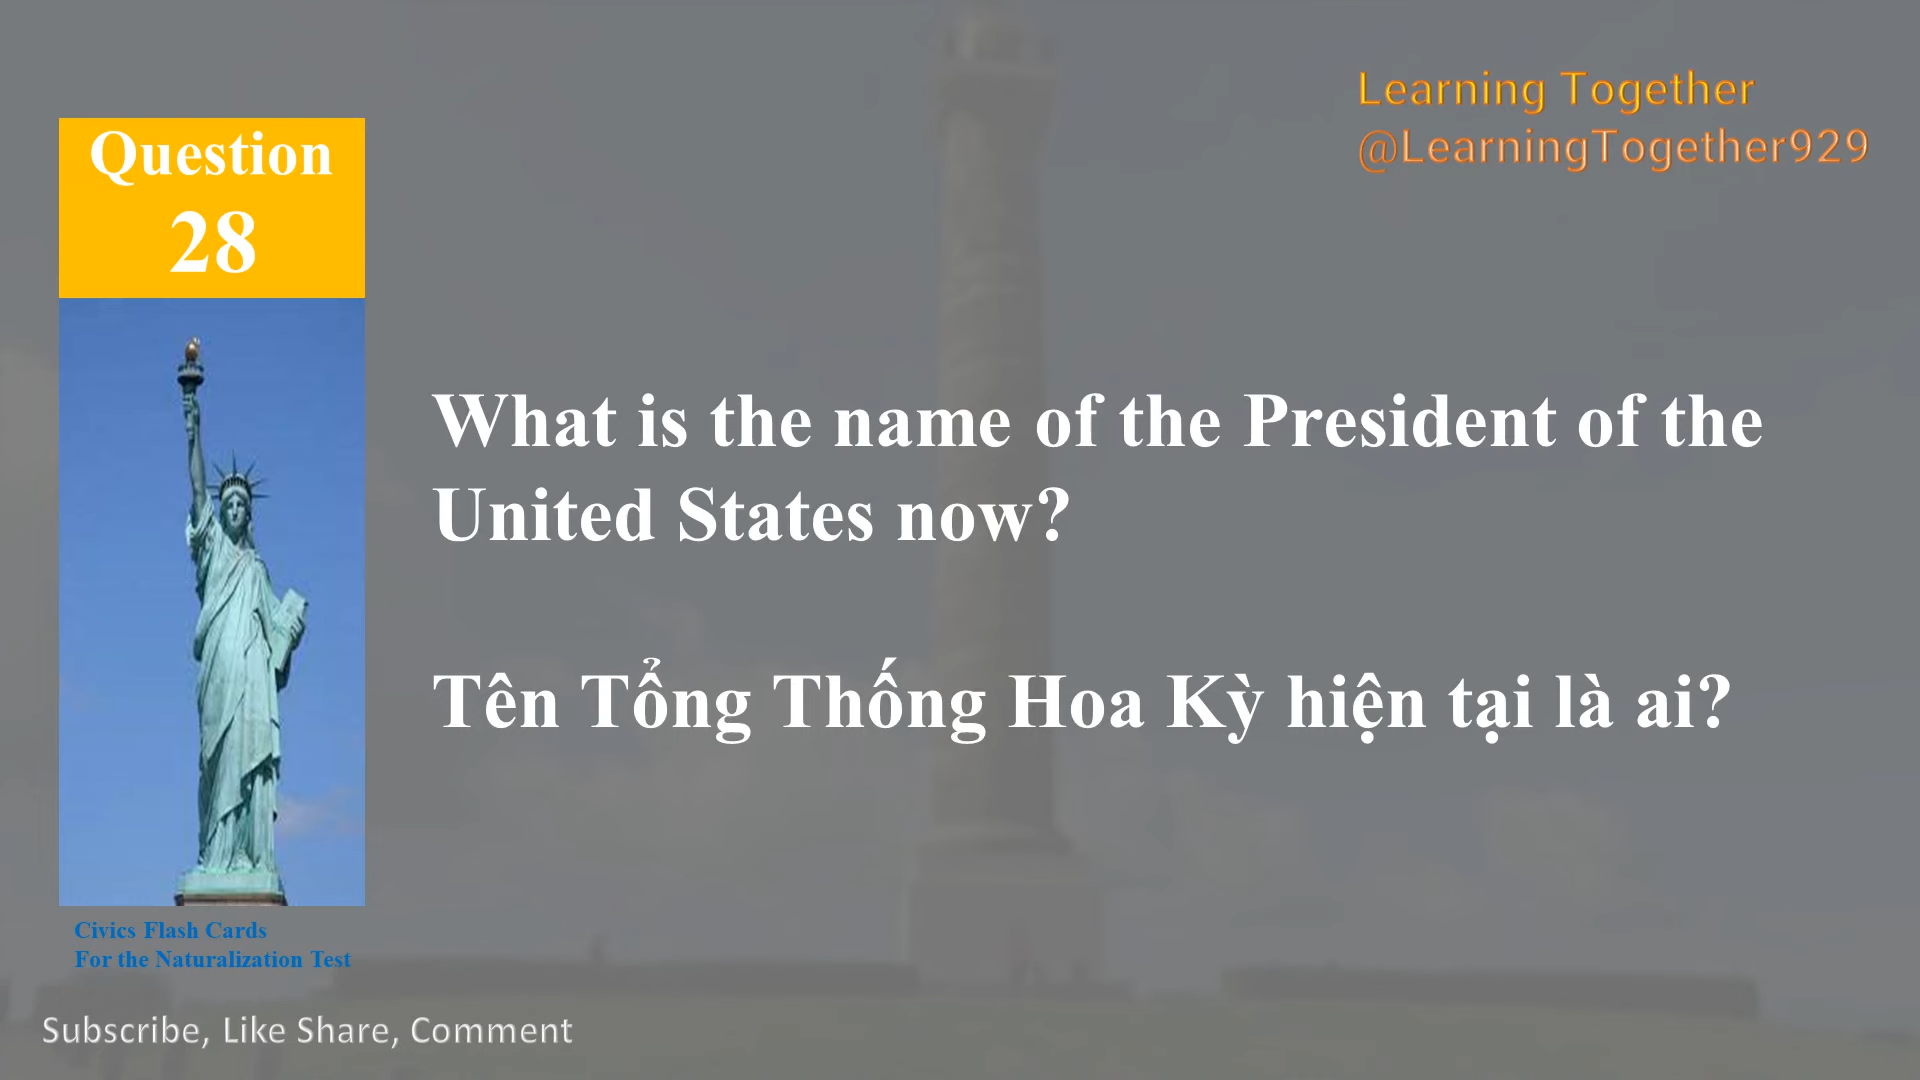 Learning Together
@LearningTogether929
Question
28
What is the name of the President of the
United States now?
Tên Tổng Thống Hoa Kỳ hiện tại là ai?
Civics Flash Cards
For the Naturalization Test
Subscribe, Like Share, Comment